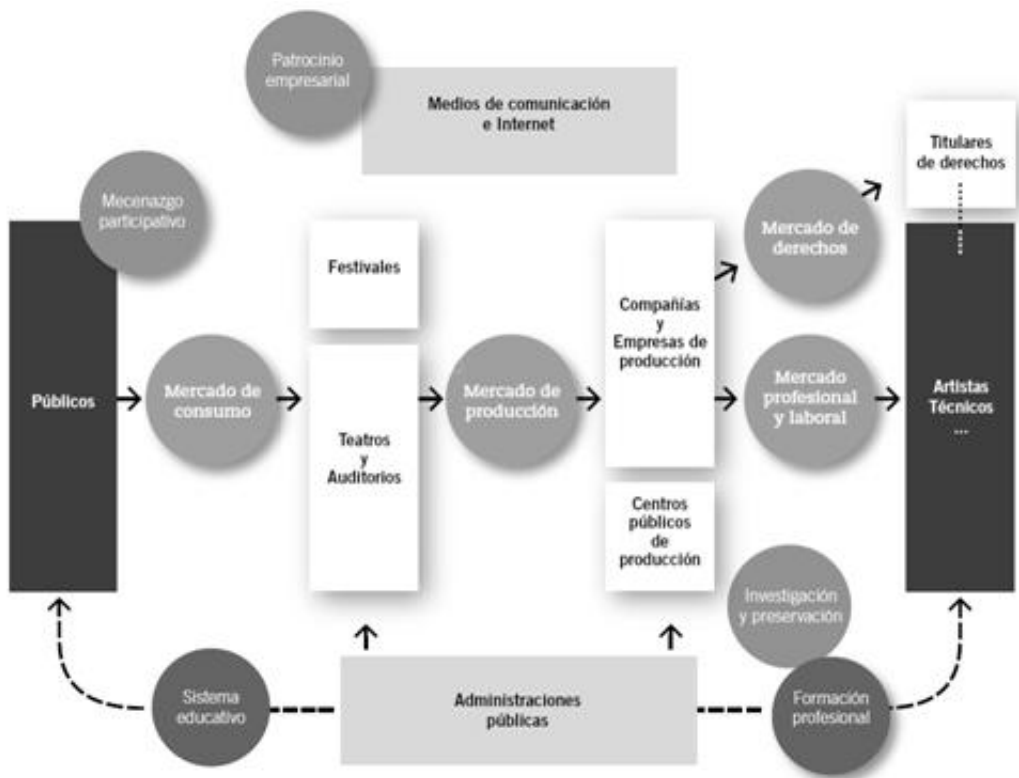 Patrocinio
empresarial
Medios de comunicación
e Internet
Titulares
de derechos
Mecenazgo
participativo
Mercado de
derechos
Festivales
Compañías
y
Empresas de
producción
Públicos
Mercado de
consumo
Teatros
y
Auditorios
Mercado de
producción
Mercado
profesional
y laboral
Artistas
Técnicos
...
Centros
públicos
de
producción
Investigación
y preservación
Sistema
educativo
Administraciones
públicas
Formación
profesional